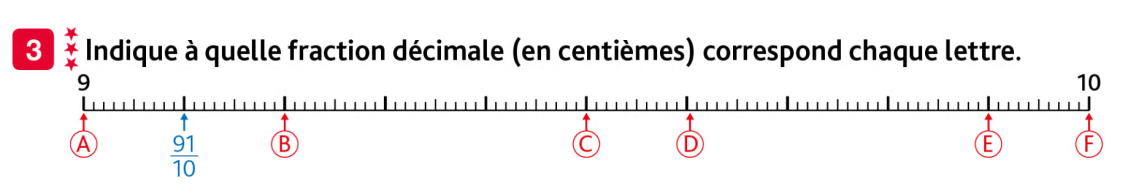 3 Indique à quelle fraction décimale (en centièmes) correspond chaque lettre.
9 10
A 91/10 B C D E F